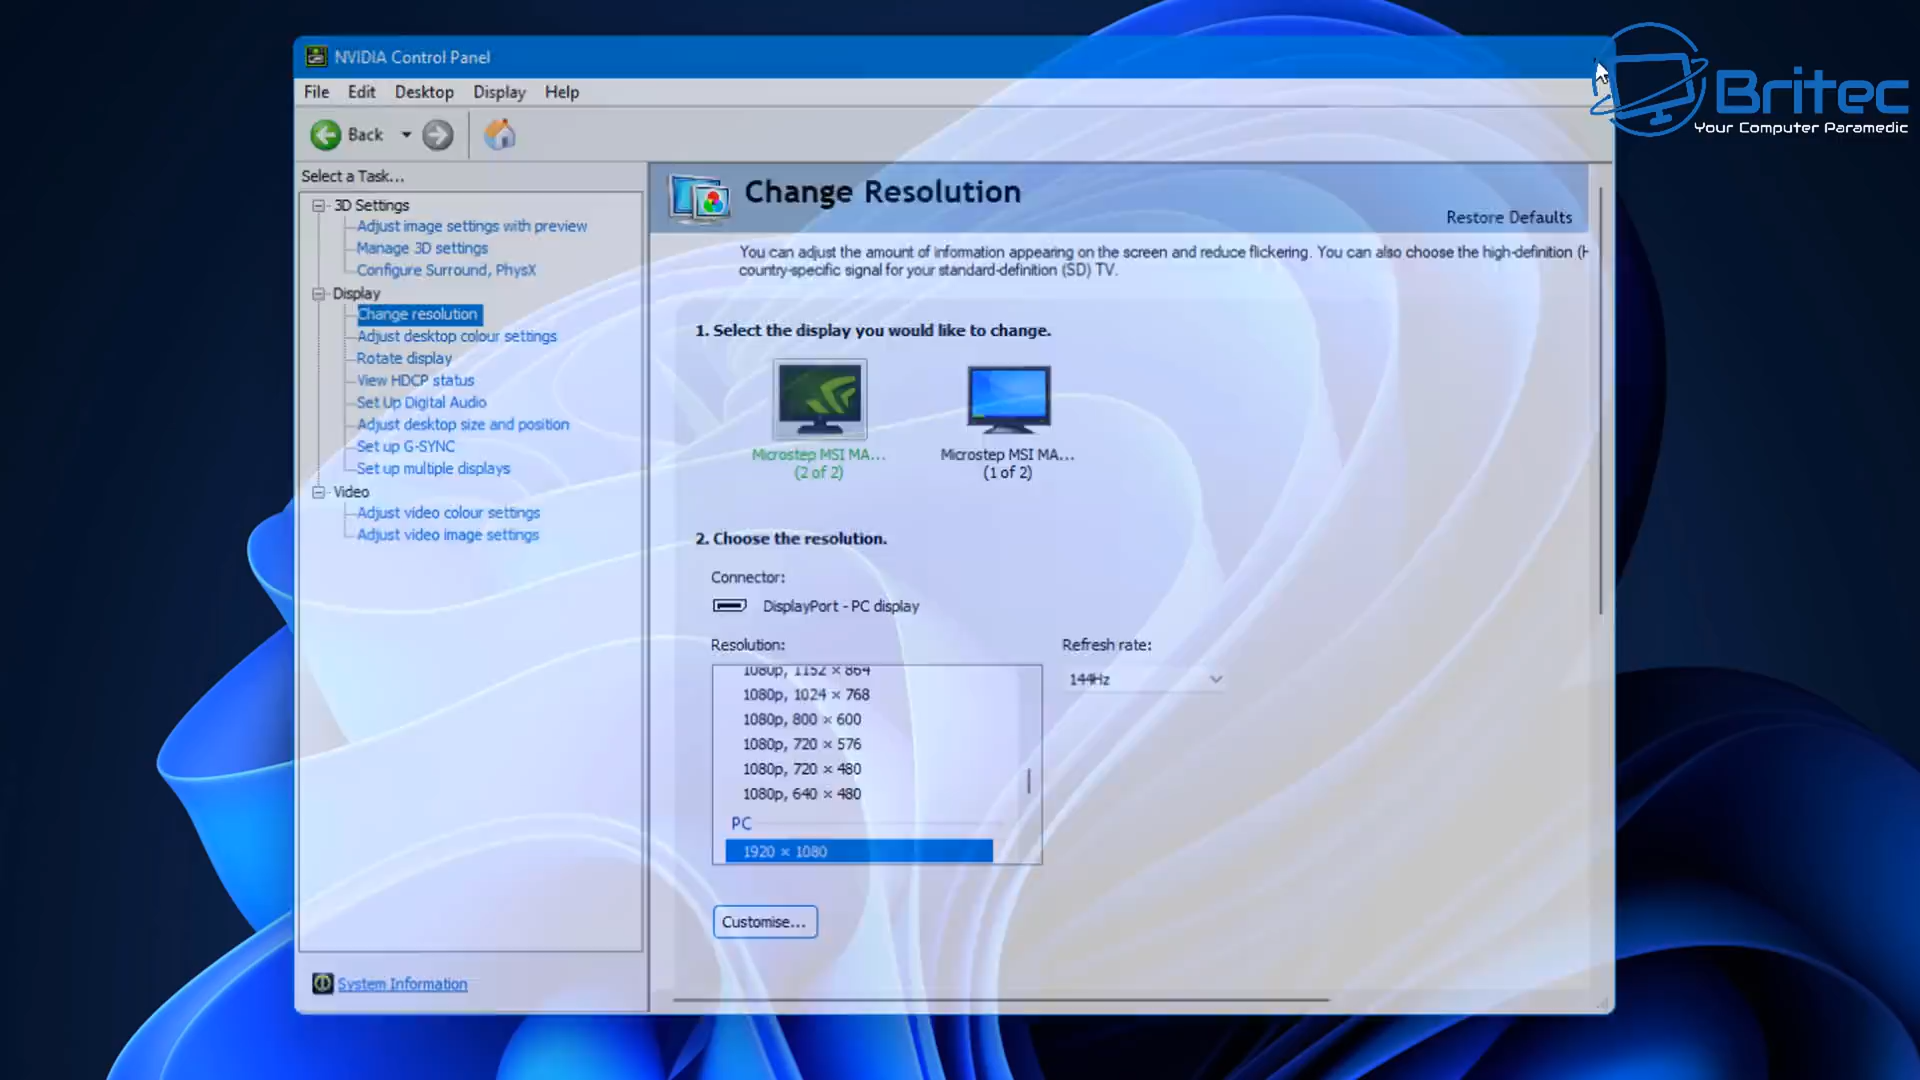 NVIDIA Control Panel
File Edit Desktop Display Help
Back
Select a Task...
3D Settings
Adjust image settings with preview
Manage 3D settings
Configure Surround, PhysX
Display
Change resolution
Adjust desktop colour settings
Rotate display
View HDCP status
Set Up Digital Audio
Adjust desktop size and position
Set up G-SYNC
Set up multiple displays
Video
Adjust video colour settings
Adjust video image settings
System Information
Change Resolution
Restore Defaults
You can adjust the amount of information appearing on the screen and reduce flickering. You can also choose the high-definition (H
country-specific signal for your standard-definition (SD) TV.
1. Select the display you would like to change.
Microstep MSI MA...
(2 of 2)
Microstep MSI MA...
(1 of 2)
2. Choose the resolution.
Connector:
DisplayPort - PC display
Resolution:
1080p, 1152 × 864
1080p, 1024 × 768
1080p, 800 × 600
1080p, 720 × 576
1080p, 720 × 480
1080p, 640 × 480
PC
1920 × 1080
Refresh rate:
144Hz
Customise...
Britec
Your Computer Paramedic